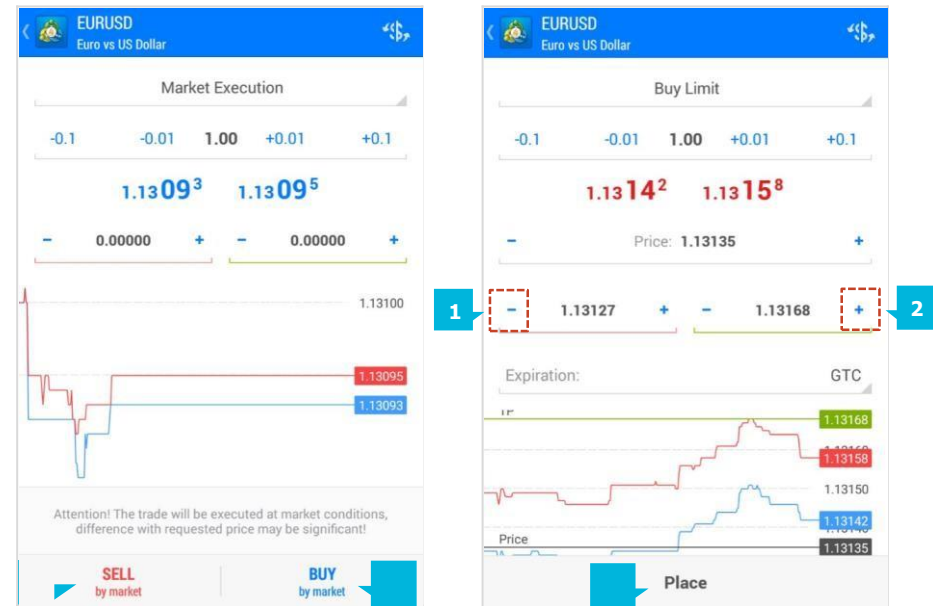 EURUSD
Euro vs US Dollar
Market Execution
-0.1 -0.01 1.00 +0.01 +0.1
1.13093 1.13095
- 0.00000 + - 0.00000 +
1.13100
1.13095
1.13093
Attention! The trade will be executed at market conditions,
difference with requested price may be significant!
SELL
by market
BUY
by market
EURUSD
Euro vs US Dollar
Buy Limit
-0.1 -0.01 1.00 +0.01 +0.1
1.13142 1.13158
- Price: 1.13135 +
1 - 1.13127 + - 1.13168 + 2
Expiration: GTC
1.13168
1.13158
1.13150
1.13142
Price
1.13135
Place